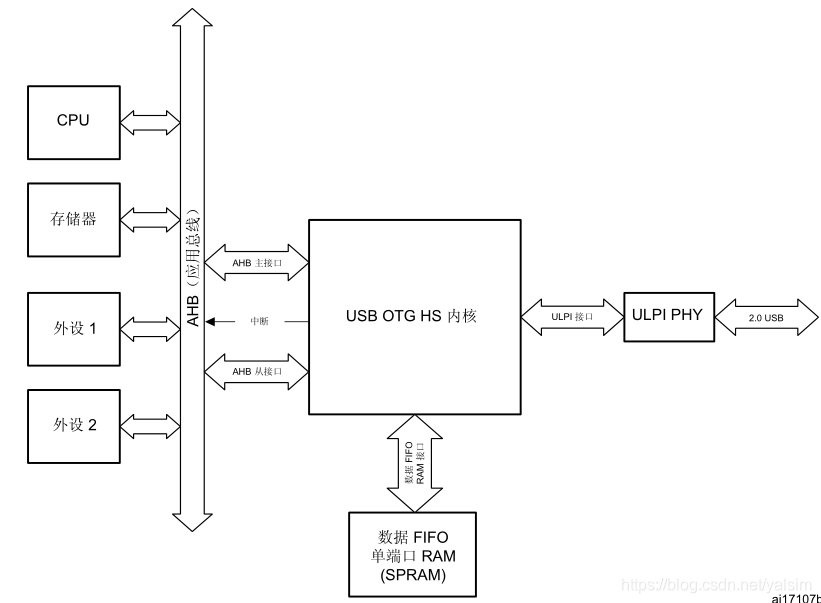 CPU
存储器
外设 1
外设 2
AHB（应用总线）
AHB 主接口
中断
AHB 从接口
USB OTG HS 内核
ULPI 接口
ULPI PHY
2.0 USB
数据 FIFO
RAM 接口
数据 FIFO
单端口 RAM
(SPRAM)
https://blog.csdn.net/yalsim
ai17107b